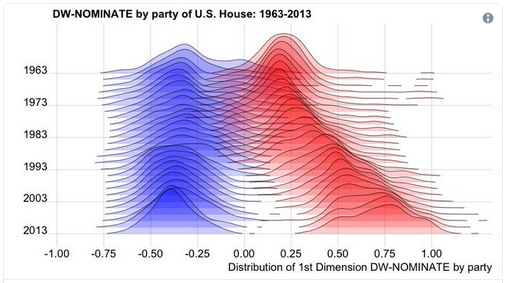 DW-NOMINATE by party of U.S. House: 1963-2013
1963
1973
1983
1993
2003
2013
-1.00 -0.75 -0.50 -0.25 0.00 0.25 0.50 0.75 1.00
Distribution of 1st Dimension DW-NOMINATE by party